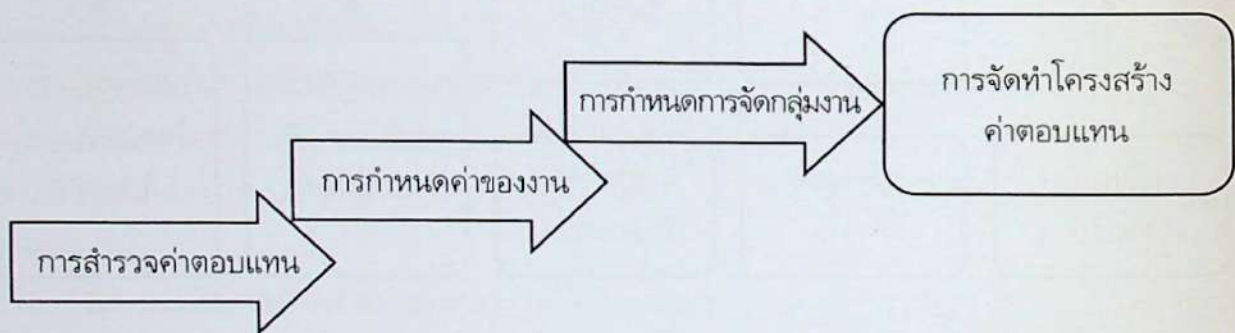 การจัดทำโครงสร้าง
ค่าตอบแทน
การกำหนดการจัดกลุ่มงาน
การกำหนดค่าของงาน
การสำรวจค่าตอบแทน